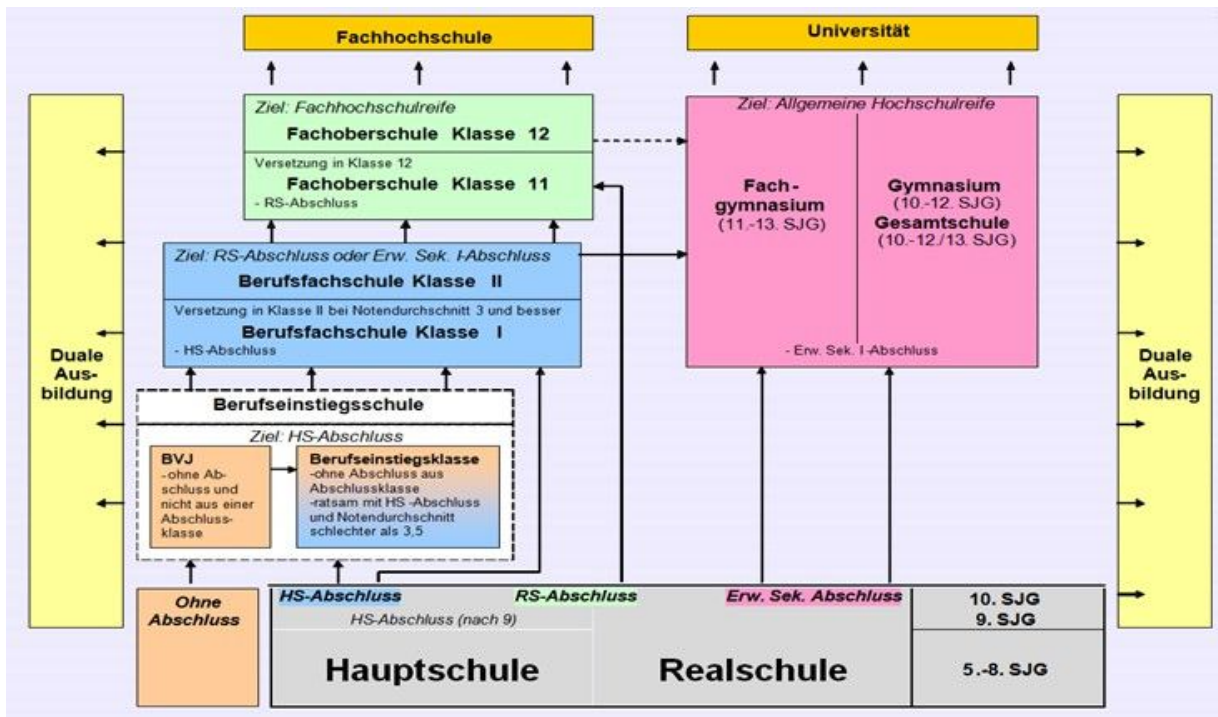 Fachhochschule
Universität
Ziel: Fachhochschulreife
Fachoberschule Klasse 12
Versetzung in Klasse 12
Fachoberschule Klasse 11
- RS-Abschluss
Ziel: Allgemeine Hochschulreife
Fach-
gymnasium
(11.-13. SJG)
Gymnasium
(10.-12. SJG)
Gesamtschule
(10.-12./13. SJG)
- Erw. Sek. I-Abschluss
Ziel: RS-Abschluss oder Erw. Sek. I-Abschluss
Berufsfachschule Klasse II
Versetzung in Klasse II bei Notendurchschnitt 3 und besser
Berufsfachschule Klasse I
- HS-Abschluss
Duale
Aus-
bildung
Duale
Aus-
bildung
Berufseinstiegsschule
Ziel: HS-Abschluss
BVJ
-ohne Ab-
schluss und
nicht aus einer
Abschluss-
klasse
Berufseinstiegsklasse
-ohne Abschluss aus
Abschlussklasse
-ratsam mit HS -Abschluss
und Notendurchschnitt
schlechter als 3,5
Ohne
Abschluss
HS-Abschluss
RS-Abschluss
Erw. Sek. Abschluss
10. SJG
HS-Abschluss (nach 9)
9. SJG
Hauptschule
Realschule
5.-8. SJG